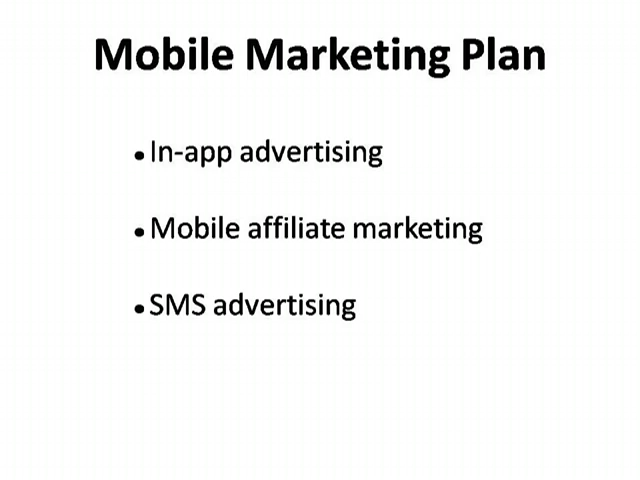 Mobile Marketing Plan
•In-app advertising
•Mobile affiliate marketing
•SMS advertising